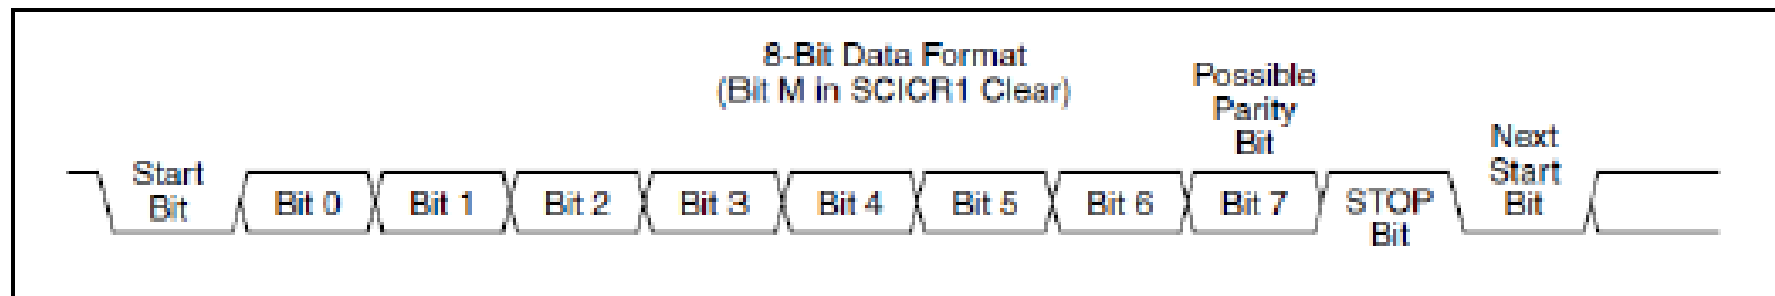 8-Bit Data Format
(Bit M in SCICR1 Clear)
Possible
Parity
Bit
Next
Start
Bit
Start
Bit
Bit 0
Bit 1
Bit 2
Bit 3
Bit 4
Bit 5
Bit 6
Bit 7
STOP
Bit